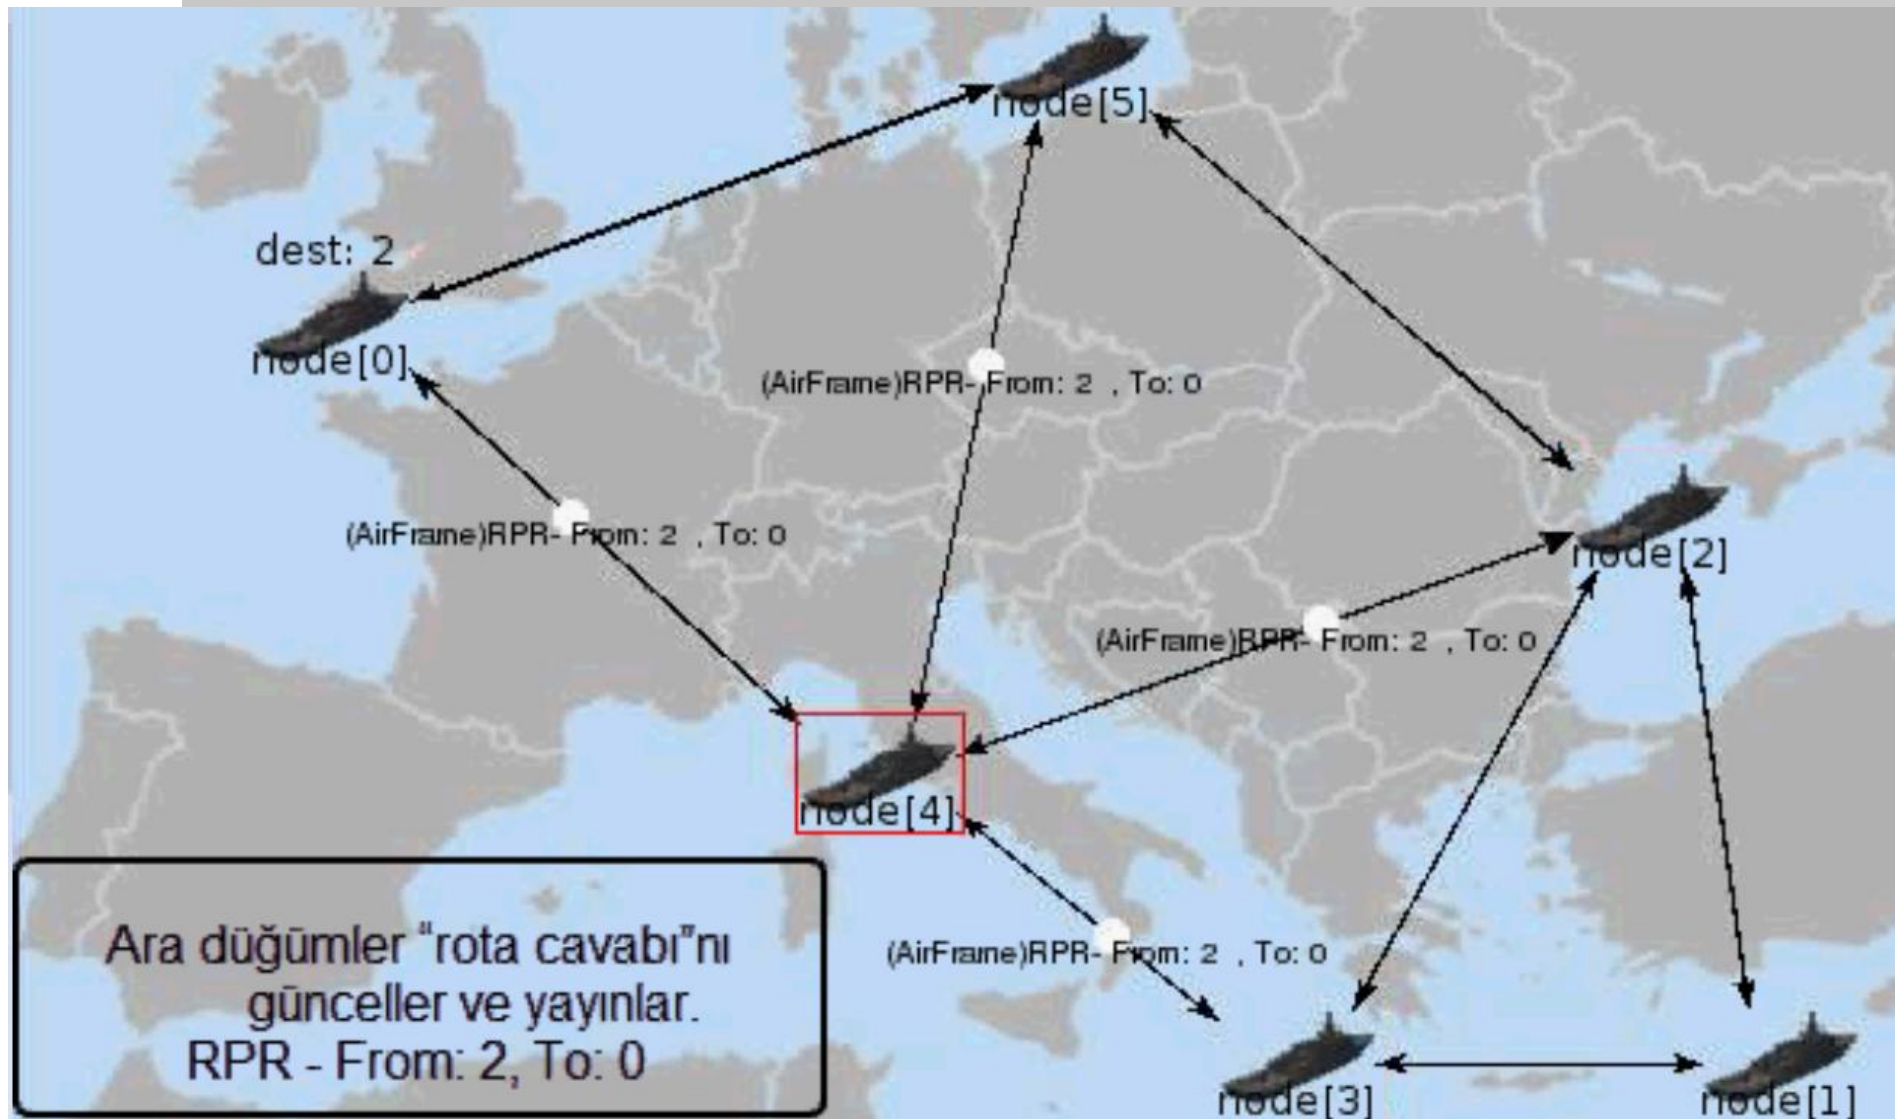 node[5]
dest: 2
node[0]
(AirFrame)RPR- From: 2 , To: 0
(AirFrame)RPR- From: 2 , To: 0
node[2]
(AirFrame)RPR- From: 2 , To: 0
node[4]
(AirFrame)RPR- From: 2 , To: 0
Ara düğümler "rota cavabı"nı
günceller ve yayınlar.
RPR - From: 2, To: 0
node[3]
node[1]